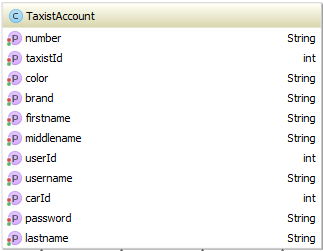 C TaxistAccount
P number String
P taxistId int
P color String
P brand String
P firstname String
P middlename String
P userId int
P username String
P carId int
P password String
P lastname String